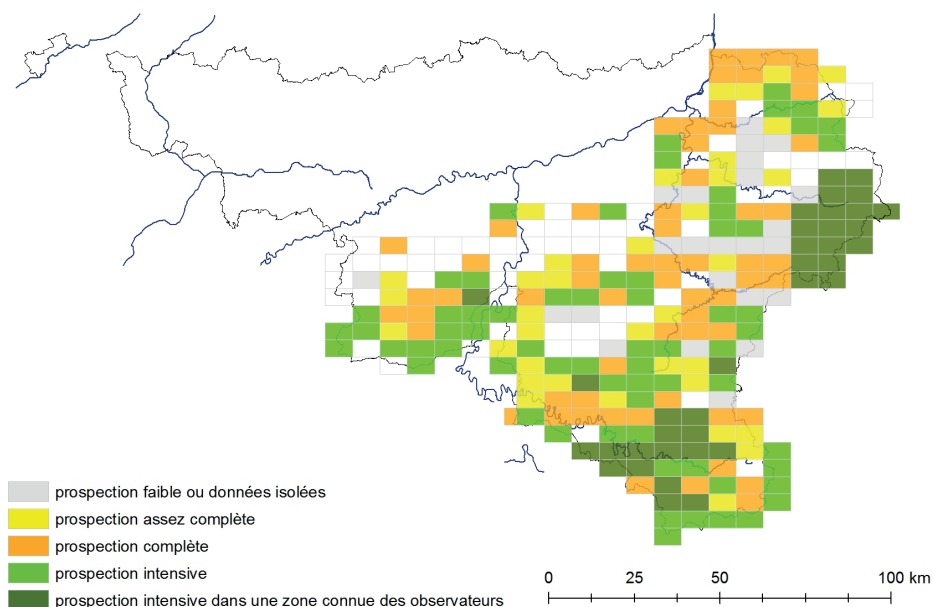 prospection faible ou données isolées
prospection assez complète
prospection complète
prospection intensive
prospection intensive dans une zone connue des observateurs
0 25 50 100 km